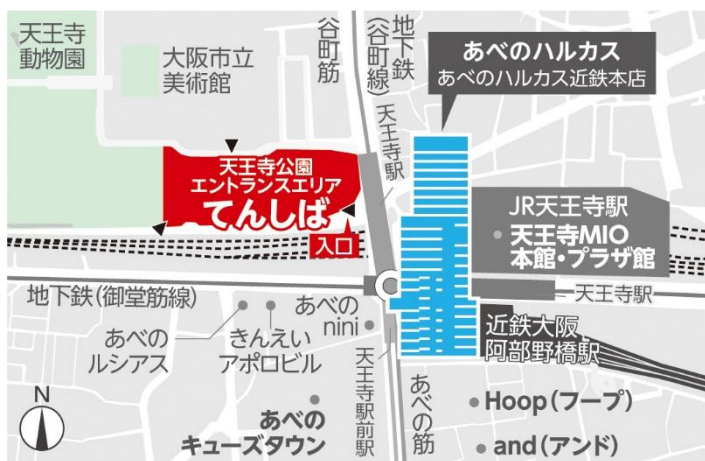 天王寺
動物園
大阪市立
美術館
谷町筋
地下鉄
(谷町線)
天王寺駅
あべのハルカス
あべのハルカス近鉄本店
天王寺公園
エントランスエリア
てんしば
入口
JR天王寺駅
天王寺MIO
本館・プラザ館
地下鉄(御堂筋線)
天王寺駅
あべの
ルシアス
きんえい
アポロビル
あべの
nini
近鉄大阪
阿部野橋駅
天王寺駅前駅
あべの筋
あべの
キューズタウン
Hoop(フープ)
and(アンド)
N